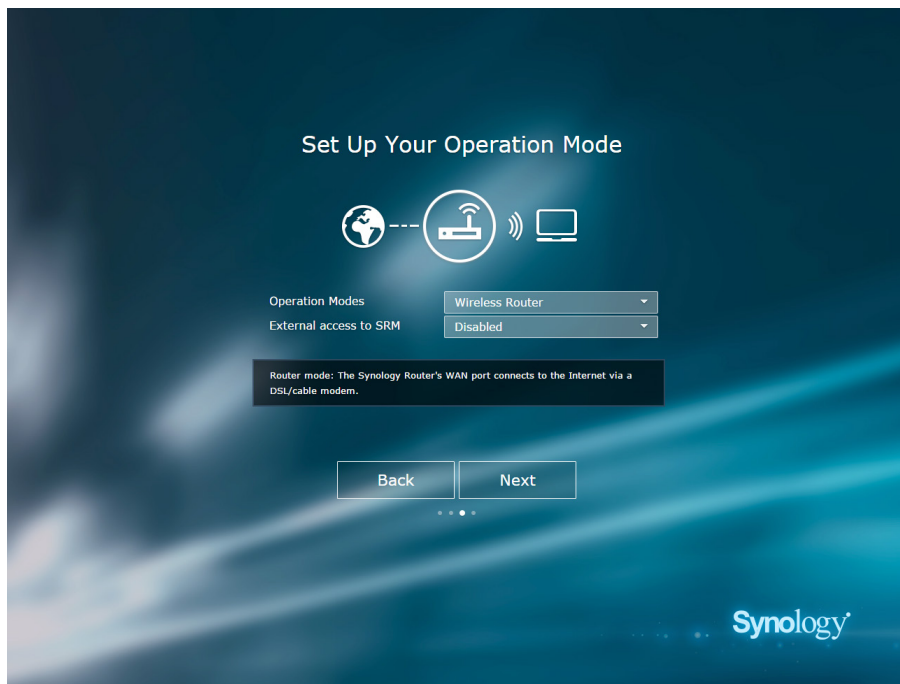 Set Up Your Operation Mode
Operation Modes
Wireless Router
External access to SRM
Disabled
Router mode: The Synology Router's WAN port connects to the Internet via a
DSL/cable modem.
Back
Next
Synology